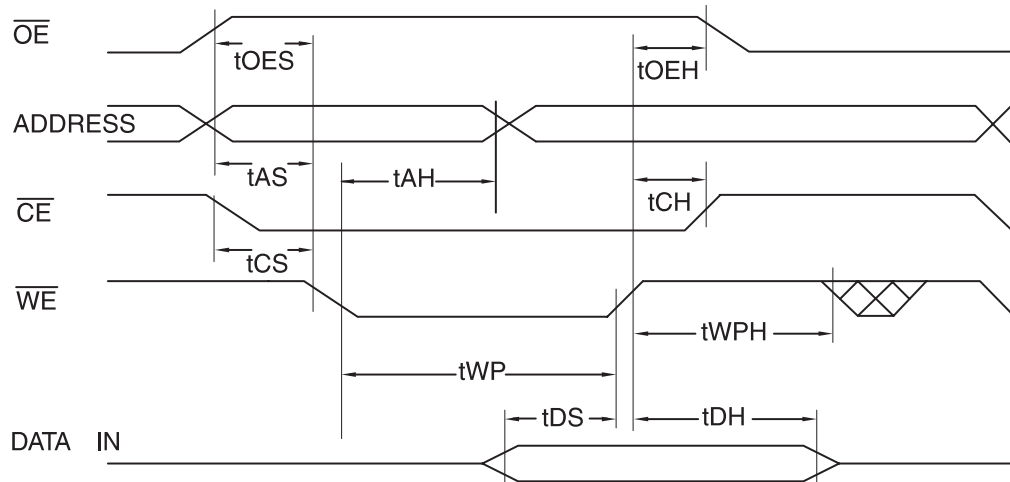 OE
tOES
tOEH
ADDRESS
tAS
tAH
tCH
CE
tCS
WE
tWPH
tWP
tDS
tDH
DATA IN